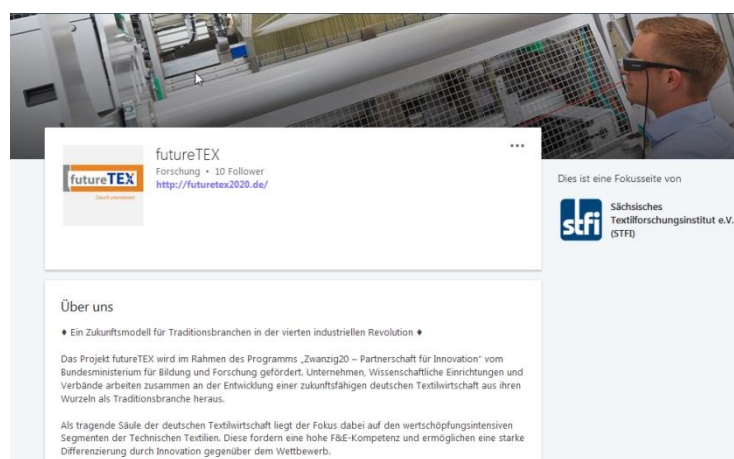 futureTEX
Forschung • 10 Follower
http://futuretex2020.de/
futureTEX
Zukunft unternehmen!
Dies ist eine Fokusseite von
stfi
Sächsisches
Textilforschungsinstitut e.V.
(STFI)
Über uns
♦ Ein Zukunftsmodell für Traditionsbranchen in der vierten industriellen Revolution ♦
Das Projekt futureTEX wird im Rahmen des Programms „Zwanzig20 – Partnerschaft für Innovation" vom
Bundesministerium für Bildung und Forschung gefördert. Unternehmen, Wissenschaftliche Einrichtungen und
Verbände arbeiten zusammen an der Entwicklung einer zukunftsfähigen deutschen Textilwirtschaft aus ihren
Wurzeln als Traditionsbranche heraus.
Als tragende Säule der deutschen Textilwirtschaft liegt der Fokus dabei auf den wertschöpfungsintensiven
Segmenten der Technischen Textilien. Diese fordern eine hohe F&E-Kompetenz und ermöglichen eine starke
Differenzierung durch Innovation gegenüber dem Wettbewerb.